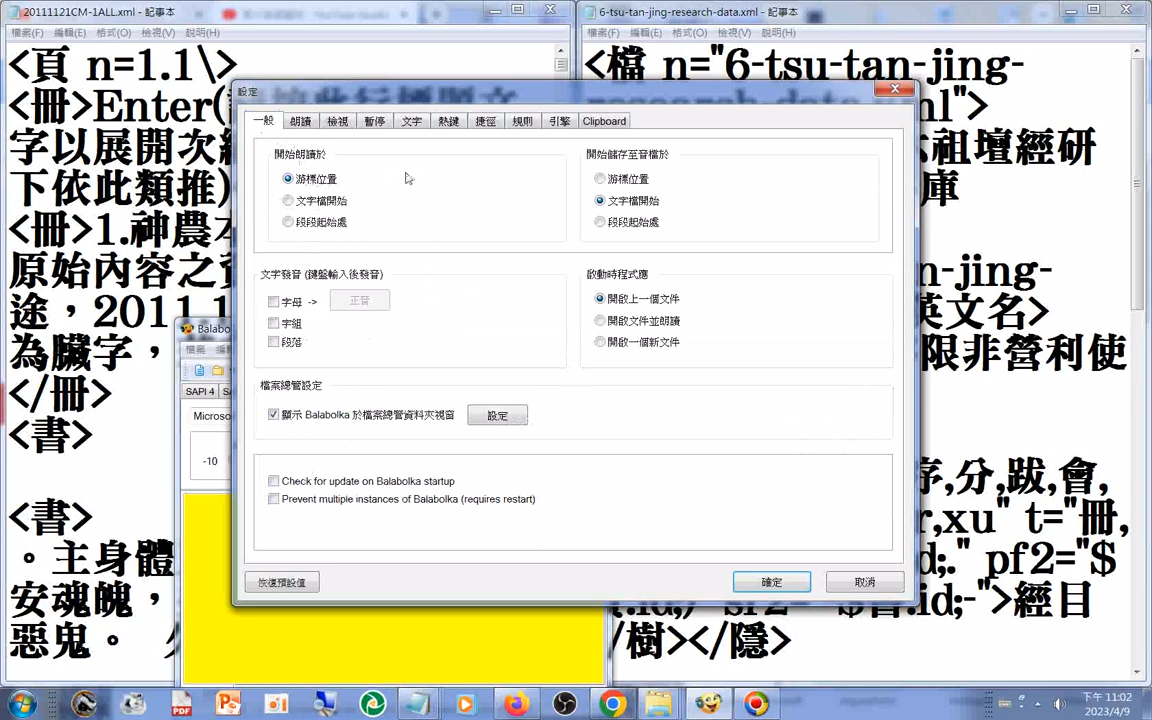 20111121CM-1ALL.xml - 記事本
檔案(F) 編輯(E) 格式(O) 檢視(V) 說明(H)
<頁 n=1.1\>
<冊>Enter(
字以展開次
下依此類推)
<冊>1.神農本
原始內容之資
途，2011.1
為臟字，
</冊>
<書>
<書>
。主身體
安魂魄，
惡鬼。
6-tsu-tan-jing-research-data.xml - 記事本
檔案(F) 編輯(E) 格式(O) 檢視(V) 說明(H)
<檔 n="6-tsu-tan-jing-
research-data.xml">
六祖壇經研
庫
n-jing-
英文名>
限非營利使
序,分,跋,會,
r,xu" t="冊,
id;." pf2="$
.id;-">經目
/樹></隱>
設定
一般 朗讀 檢視 暫停 文字 熱鍵 捷徑 規則 引擎 Clipboard
開始朗讀於
游標位置
文字檔開始
段段起始處
開始儲存至音檔於
游標位置
文字檔開始
段段起始處
文字發音 (鍵盤輸入後發音)
字母 -> 正音
字組
段落
啟動時程式應
開啟上一個文件
開啟文件並朗讀
開啟一個新文件
檔案總管設定
顯示 Balabolka 於檔案總管資料夾視窗 設定
Check for update on Balabolka startup
Prevent multiple instances of Balabolka (requires restart)
恢復預設值 確定 取消
Balabo
檔案 編輯
SAPI 4
Microso
-10
下午 11:02
2023/4/9